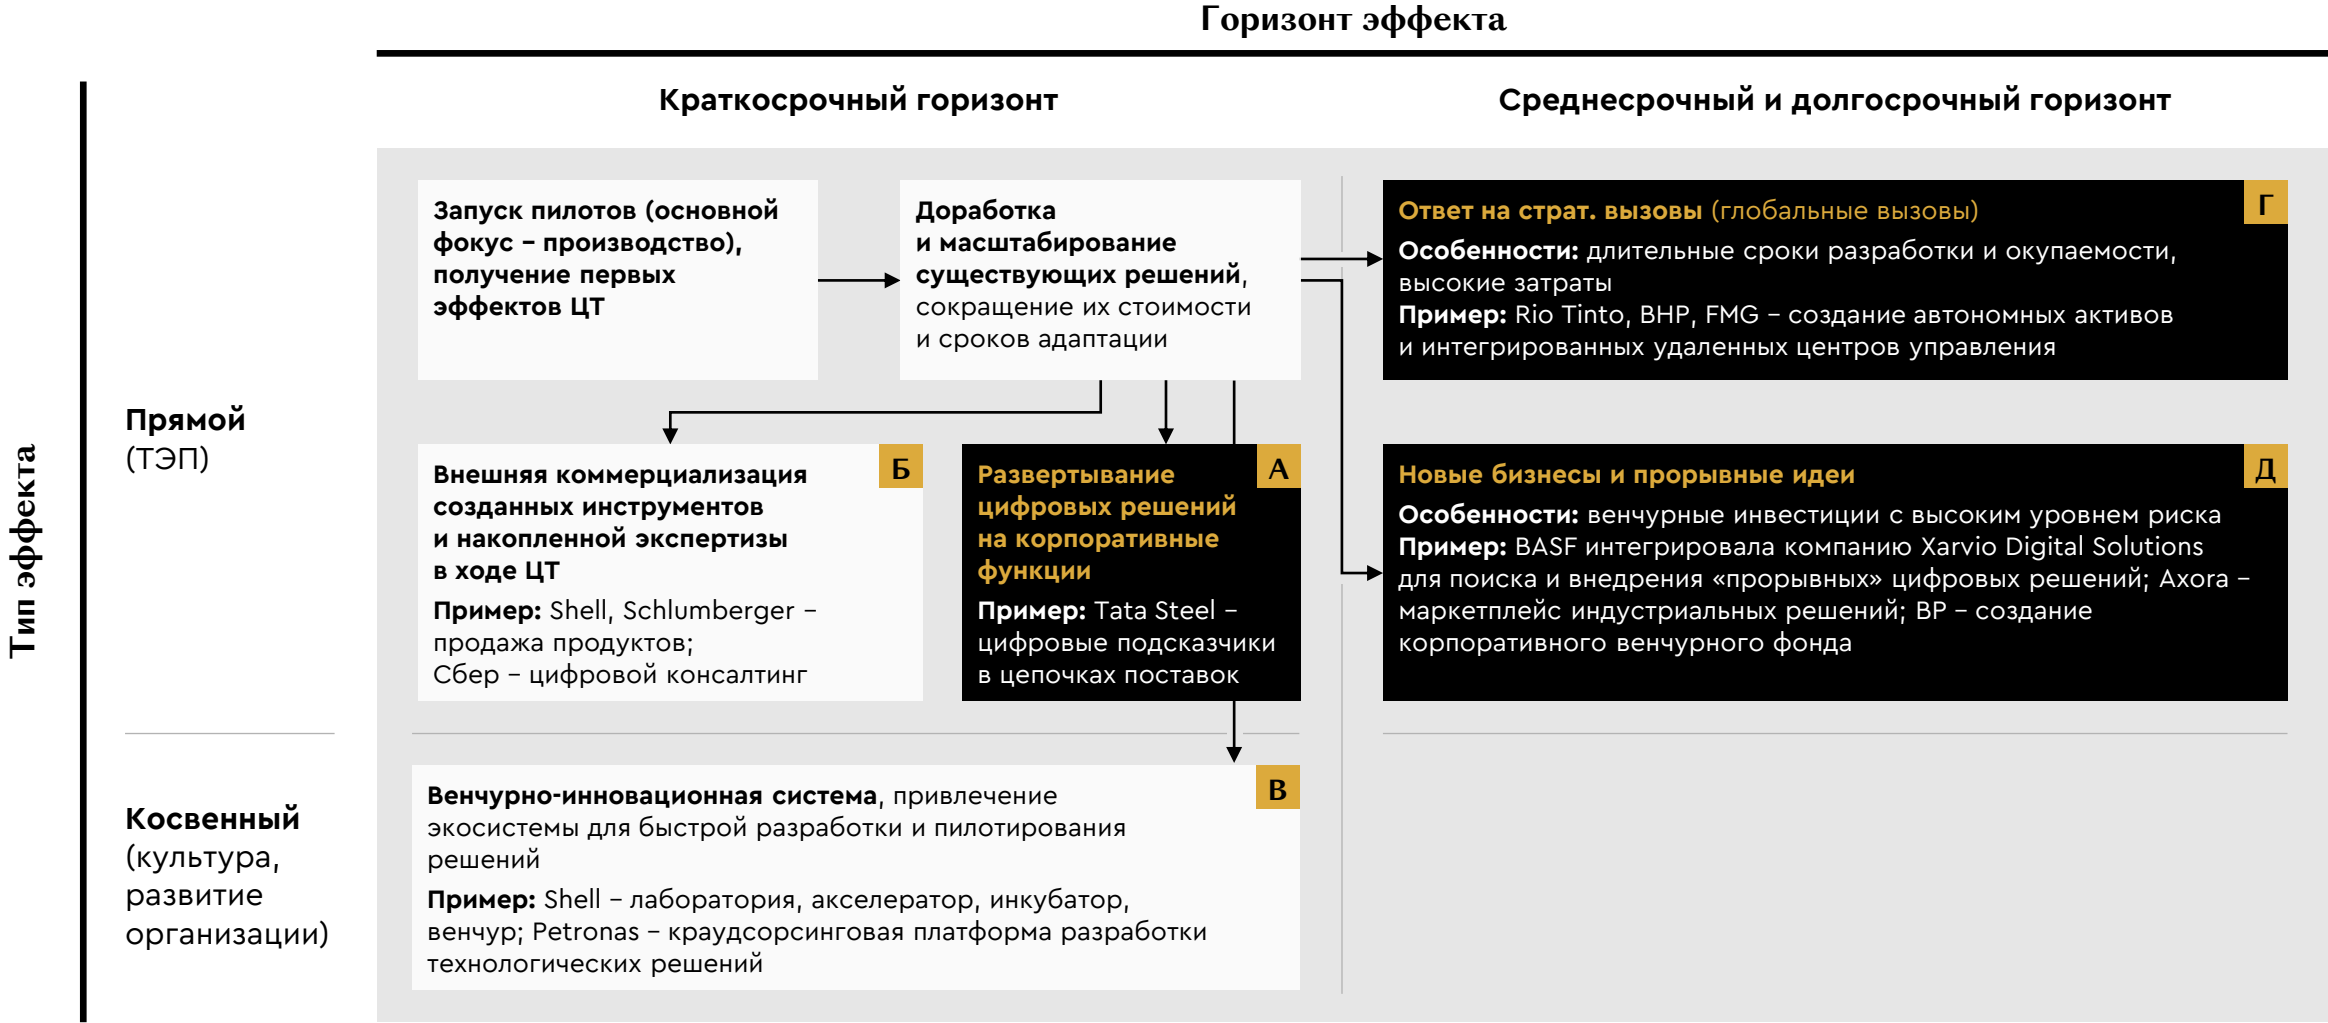 Горизонт эффекта
Краткосрочный горизонт
Среднесрочный и долгосрочный горизонт
Тип эффекта
Прямой
(ТЭП)
Запуск пилотов (основной
фокус – производство),
получение первых
эффектов ЦТ
Доработка
и масштабирование
существующих решений,
сокращение их стоимости
и сроков адаптации
Г
Ответ на страт. вызовы (глобальные вызовы)
Особенности: длительные сроки разработки и окупаемости,
высокие затраты
Пример: Rio Tinto, BHP, FMG – создание автономных активов
и интегрированных удаленных центров управления
Б
Внешняя коммерциализация
созданных инструментов
и накопленной экспертизы
в ходе ЦТ
Пример: Shell, Schlumberger –
продажа продуктов;
Сбер – цифровой консалтинг
А
Развертывание
цифровых решений
на корпоративные
функции
Пример: Tata Steel –
цифровые подсказчики
в цепочках поставок
Д
Новые бизнесы и прорывные идеи
Особенности: венчурные инвестиции с высоким уровнем риска
Пример: BASF интегрировала компанию Xarvio Digital Solutions
для поиска и внедрения «прорывных» цифровых решений; Axora –
маркетплейс индустриальных решений; BP – создание
корпоративного венчурного фонда
Косвенный
(культура,
развитие
организации)
В
Венчурно-инновационная система, привлечение
экосистемы для быстрой разработки и пилотирования
решений
Пример: Shell – лаборатория, акселератор, инкубатор,
венчур; Petronas – краудсорсинговая платформа разработки
технологических решений